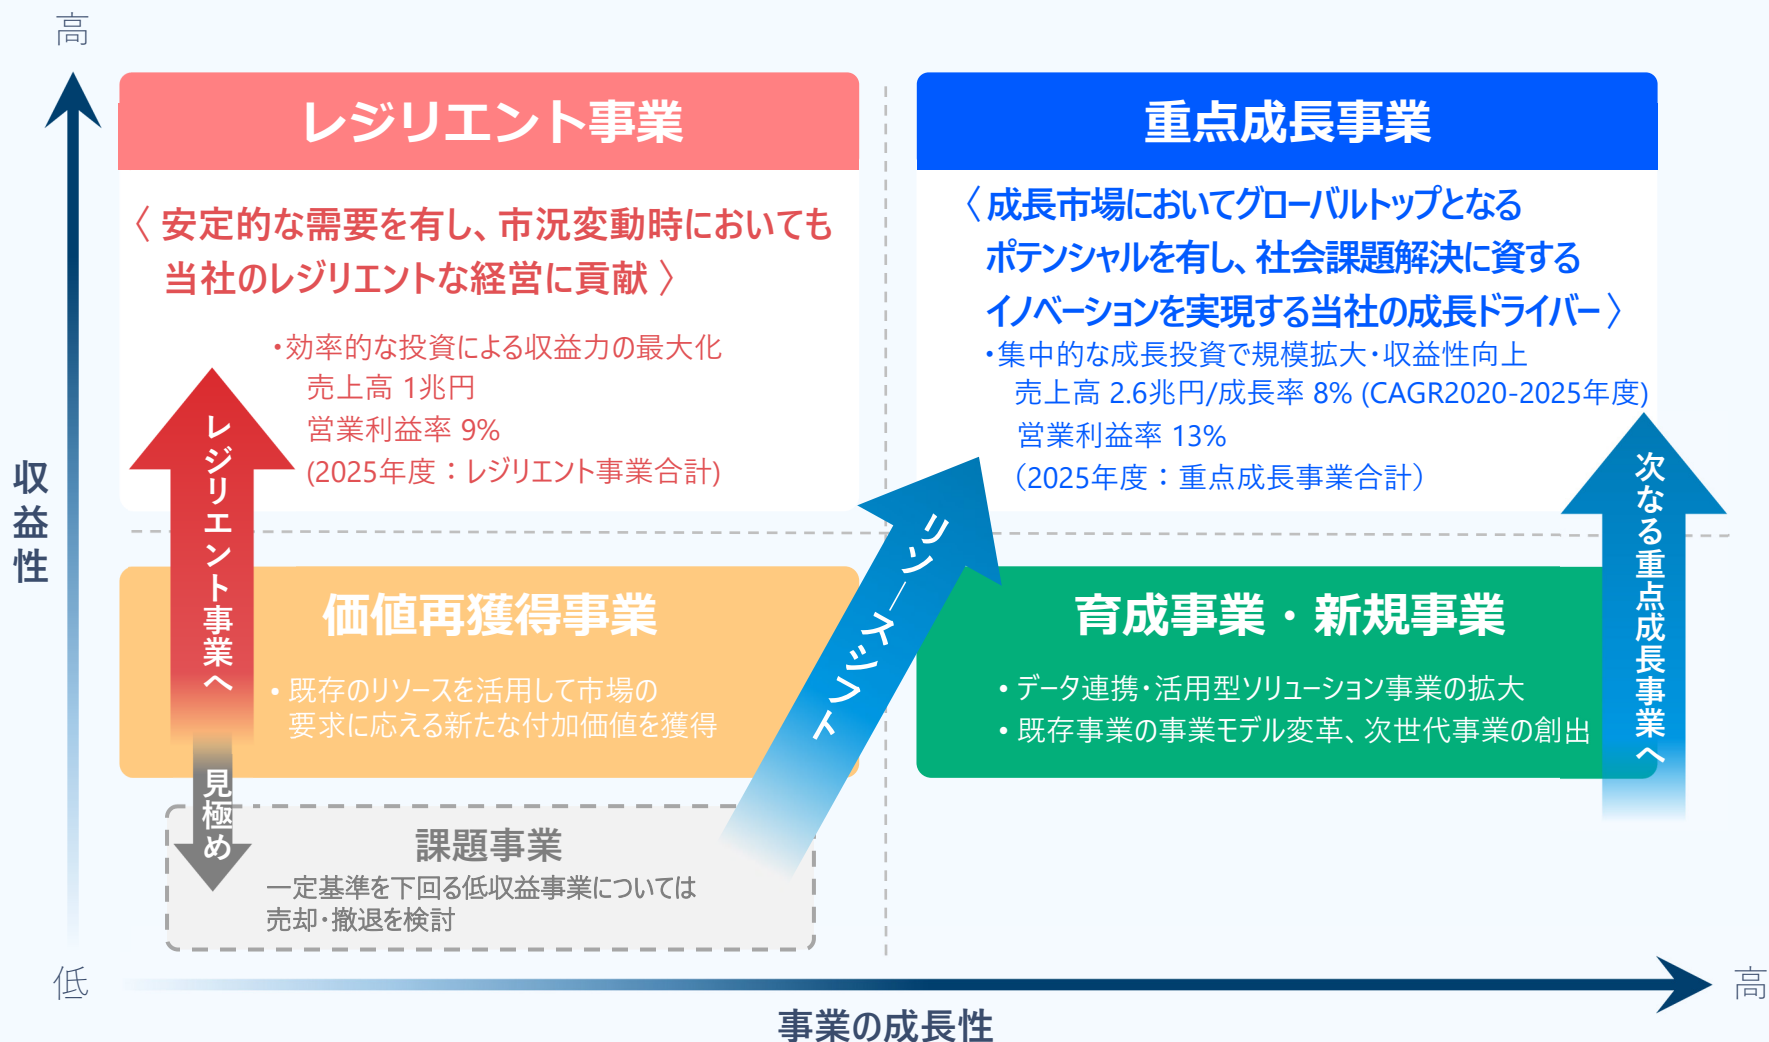 高
収益性
レジリエント事業
〈 安定的な需要を有し、市況変動時においても
当社のレジリエントな経営に貢献 〉
・効率的な投資による収益力の最大化
売上高 1兆円
営業利益率 9%
(2025年度：レジリエント事業合計)
レジリエント事業へ
重点成長事業
〈 成長市場においてグローバルトップとなる
ポテンシャルを有し、社会課題解決に資する
イノベーションを実現する当社の成長ドライバー 〉
・集中的な成長投資で規模拡大・収益性向上
売上高 2.6兆円/成長率 8% (CAGR2020-2025年度)
営業利益率 13%
（2025年度：重点成長事業合計）
次なる重点成長事業へ
リソースシフト
価値再獲得事業
• 既存のリソースを活用して市場の
要求に応える新たな付加価値を獲得
見極め
育成事業・新規事業
• データ連携・活用型ソリューション事業の拡大
• 既存事業の事業モデル変革、次世代事業の創出
課題事業
一定基準を下回る低収益事業については
売却・撤退を検討
低
高
事業の成長性